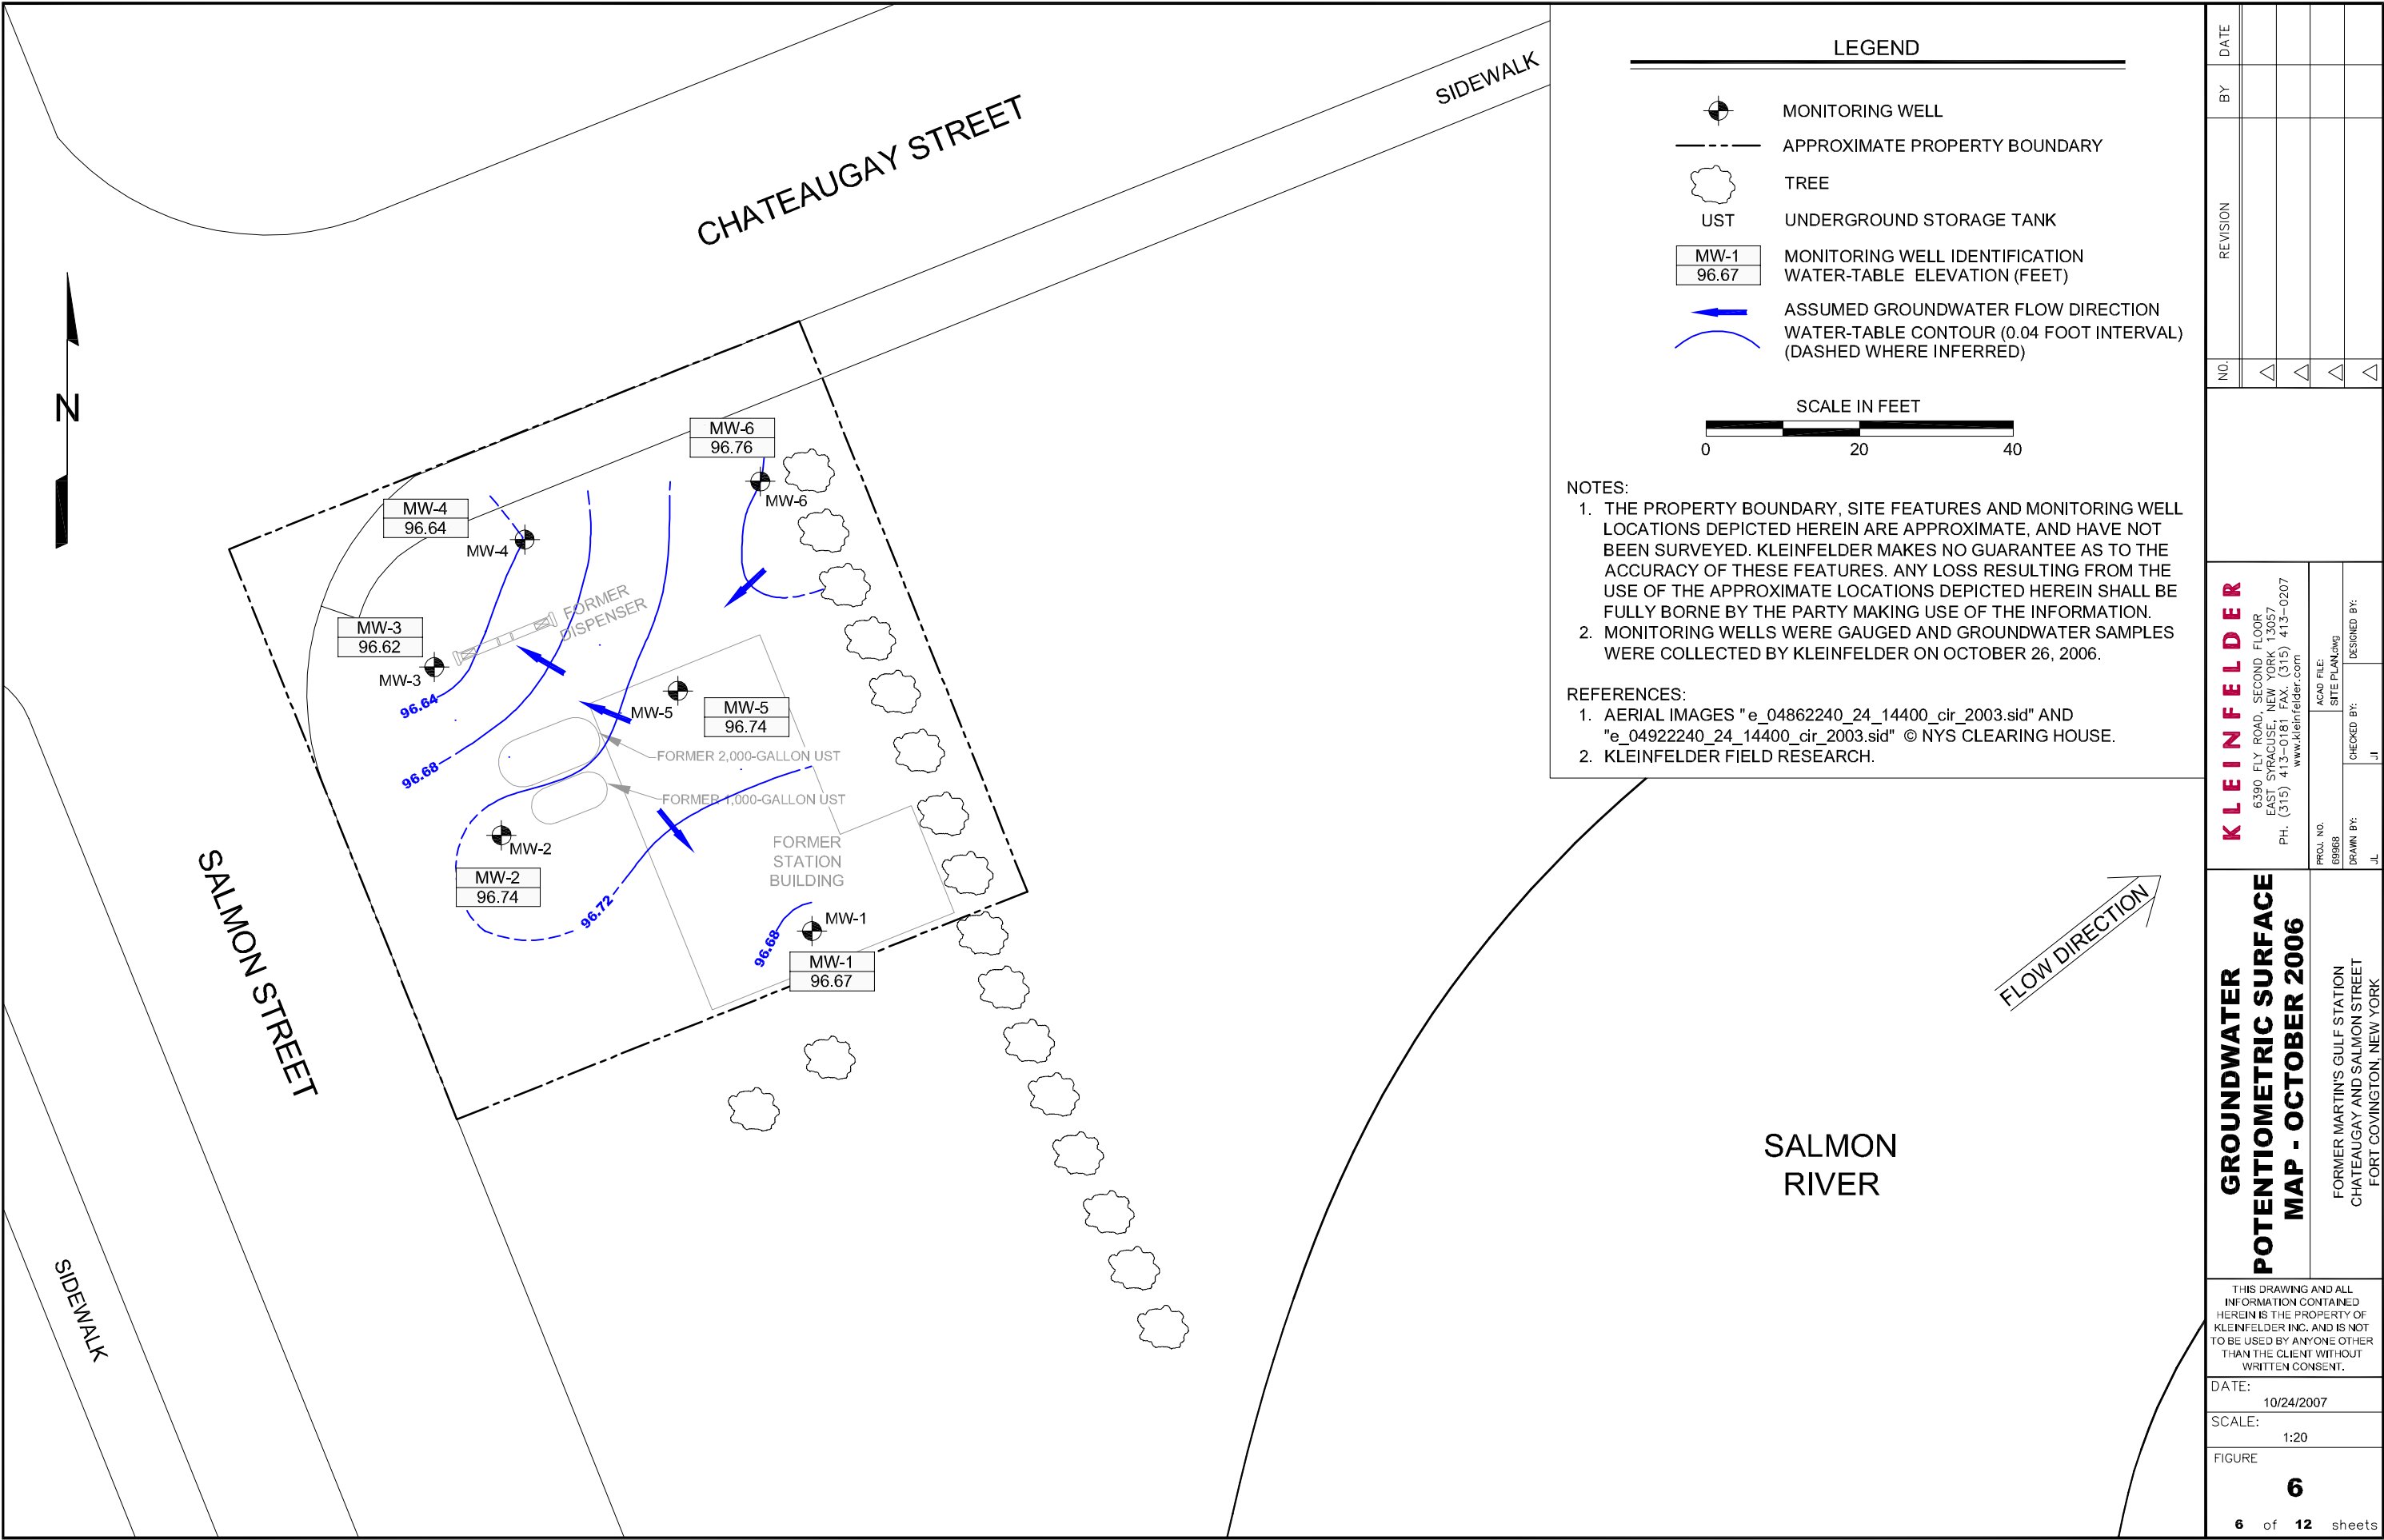 CHATEAUGAY STREET
SIDEWALK
N
MW-6
96.76
MW-6
MW-4
96.64
MW-4
FORMER
DISPENSER
MW-3
96.62
MW-3
96.64
MW-5
MW-5
96.74
96.68
FORMER 2,000-GALLON UST
FORMER 1,000-GALLON UST
MW-2
MW-2
96.74
96.72
FORMER
STATION
BUILDING
MW-1
96.68
MW-1
96.67
SALMON STREET
SIDEWALK
SALMON
RIVER
FLOW DIRECTION
LEGEND
MONITORING WELL
APPROXIMATE PROPERTY BOUNDARY
TREE
UST UNDERGROUND STORAGE TANK
MW-1 MONITORING WELL IDENTIFICATION
96.67 WATER-TABLE ELEVATION (FEET)
ASSUMED GROUNDWATER FLOW DIRECTION
WATER-TABLE CONTOUR (0.04 FOOT INTERVAL)
(DASHED WHERE INFERRED)
SCALE IN FEET
0 20 40
NOTES:
1. THE PROPERTY BOUNDARY, SITE FEATURES AND MONITORING WELL
LOCATIONS DEPICTED HEREIN ARE APPROXIMATE, AND HAVE NOT
BEEN SURVEYED. KLEINFELDER MAKES NO GUARANTEE AS TO THE
ACCURACY OF THESE FEATURES. ANY LOSS RESULTING FROM THE
USE OF THE APPROXIMATE LOCATIONS DEPICTED HEREIN SHALL BE
FULLY BORNE BY THE PARTY MAKING USE OF THE INFORMATION.
2. MONITORING WELLS WERE GAUGED AND GROUNDWATER SAMPLES
WERE COLLECTED BY KLEINFELDER ON OCTOBER 26, 2006.
REFERENCES:
1. AERIAL IMAGES "e_04862240_24_14400_cir_2003.sid" AND
"e_04922240_24_14400_cir_2003.sid" © NYS CLEARING HOUSE.
2. KLEINFELDER FIELD RESEARCH.
NO. REVISION BY DATE
KLEINFELDER
6390 FLY ROAD, SECOND FLOOR
EAST SYRACUSE, NEW YORK 13057
PH. (315) 413-0181 FAX. (315) 413-0207
www.kleinfelder.com
PROJ. NO.
69968
ACAD FILE:
SITE PLAN.dwg
DRAWN BY:
JL
CHECKED BY:
JI
DESIGNED BY:
GROUNDWATER
POTENTIOMETRIC SURFACE
MAP - OCTOBER 2006
FORMER MARTIN'S GULF STATION
CHATEAUGAY AND SALMON STREET
FORT COVINGTON, NEW YORK
THIS DRAWING AND ALL
INFORMATION CONTAINED
HEREIN IS THE PROPERTY OF
KLEINFELDER INC. AND IS NOT
TO BE USED BY ANYONE OTHER
THAN THE CLIENT WITHOUT
WRITTEN CONSENT.
DATE:
10/24/2007
SCALE:
1:20
FIGURE
6
6 of 12 sheets